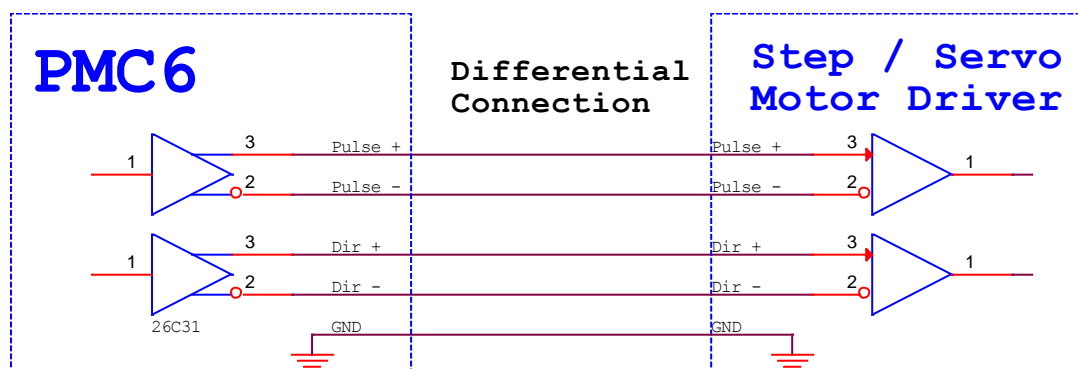 PMC6
Differential
Connection
Step / Servo
Motor Driver
1
3
Pulse +
Pulse +
3
1
2
Pulse -
Pulse -
2
1
3
Dir +
Dir +
3
1
2
Dir -
Dir -
2
26C31
GND
GND